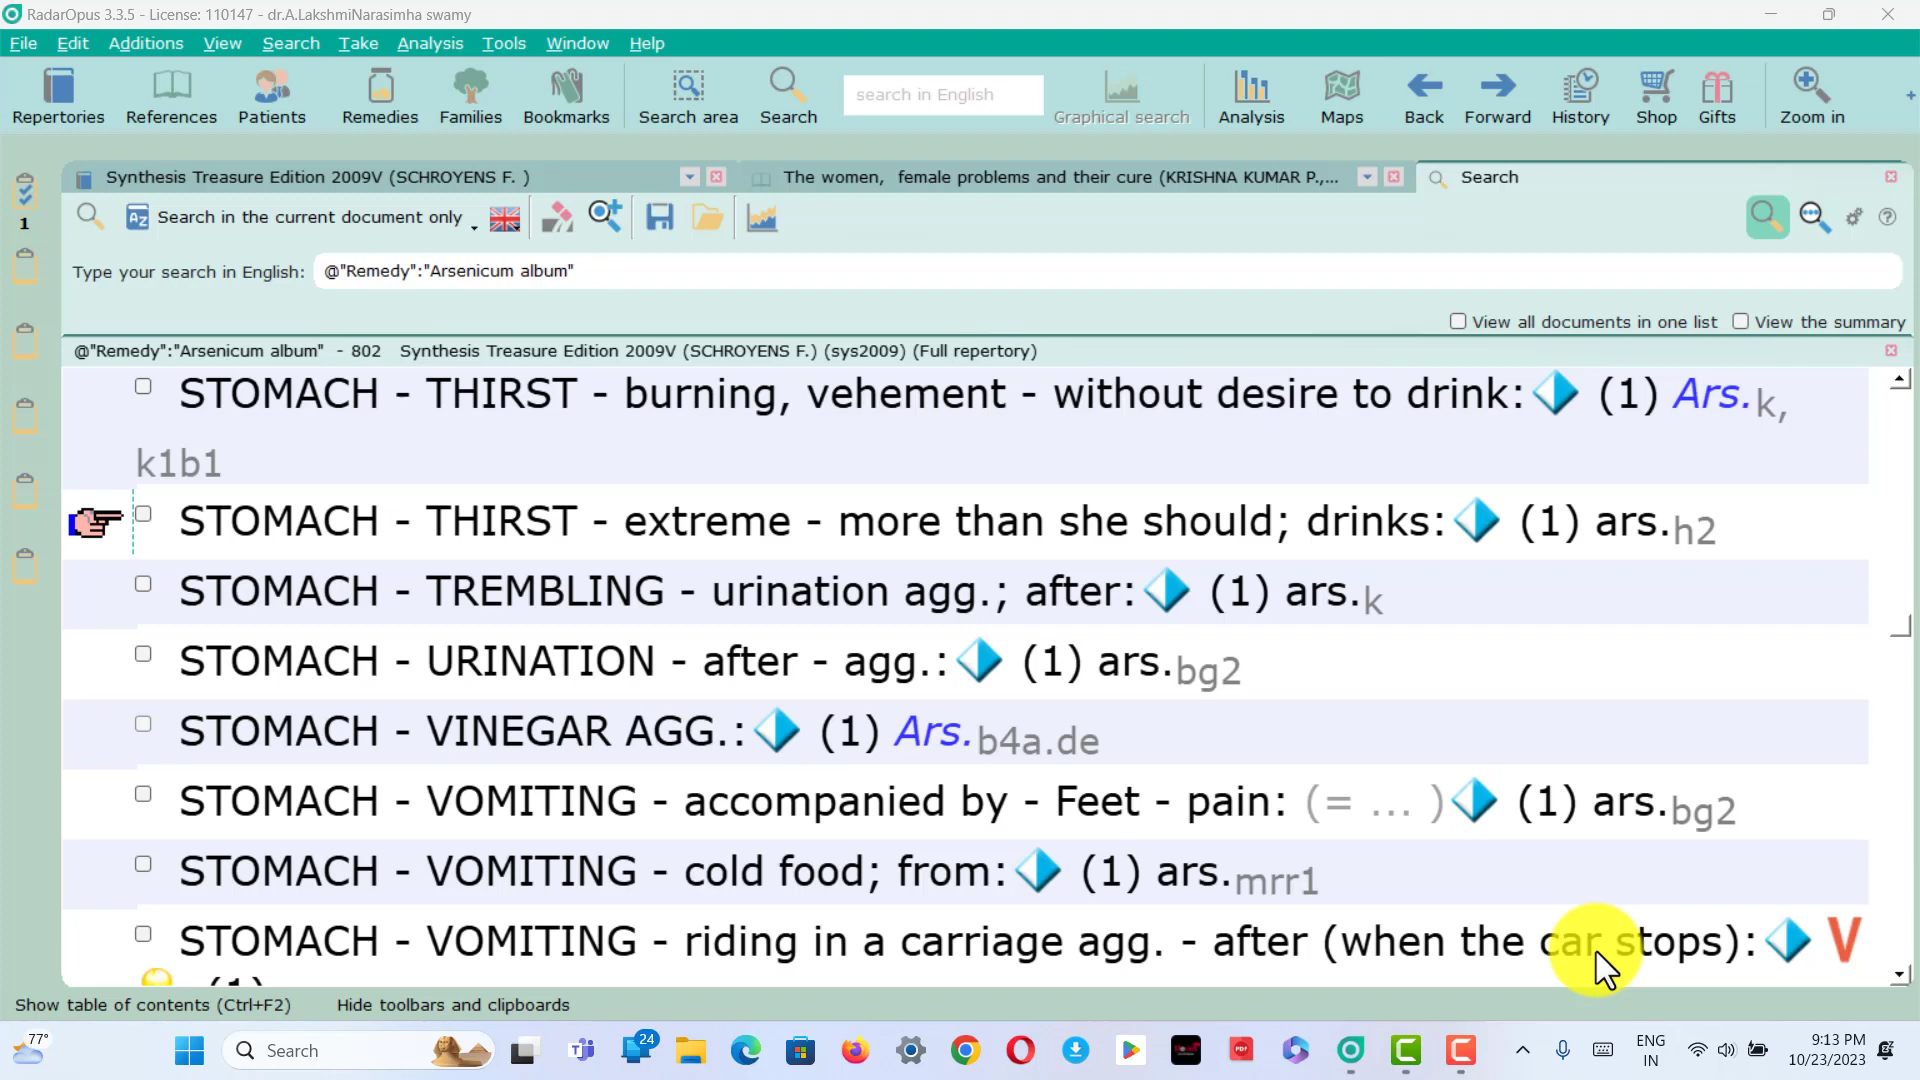 RadarOpus 3.3.5 - License: 110147 - dr.A.LakshmiNarasimha swamy
File Edit Additions View Search Take Analysis Tools Window Help
Repertories References Patients Remedies Families Bookmarks Search area Search search in English Graphical search Analysis Maps Back Forward History Shop Gifts Zoom in
Synthesis Treasure Edition 2009V (SCHROYENS F. ) The women, female problems and their cure (KRISHNA KUMAR P.,... Search
1
Search in the current document only
Type your search in English: @"Remedy":"Arsenicum album"
View all documents in one list View the summary
@"Remedy":"Arsenicum album" - 802 Synthesis Treasure Edition 2009V (SCHROYENS F.) (sys2009) (Full repertory)
STOMACH - THIRST - burning, vehement - without desire to drink: (1) Ars.k,
k1b1
STOMACH - THIRST - extreme - more than she should; drinks: (1) ars.h2
STOMACH - TREMBLING - urination agg.; after: (1) ars.k
STOMACH - URINATION - after - agg.: (1) ars.bg2
STOMACH - VINEGAR AGG.: (1) Ars.b4a.de
STOMACH - VOMITING - accompanied by - Feet - pain: (= ... ) (1) ars.bg2
STOMACH - VOMITING - cold food; from: (1) ars.mrr1
STOMACH - VOMITING - riding in a carriage agg. - after (when the car stops): V
(1)
Show table of contents (Ctrl+F2) Hide toolbars and clipboards
77°
Search
24
ENG
IN
9:13 PM
10/23/2023